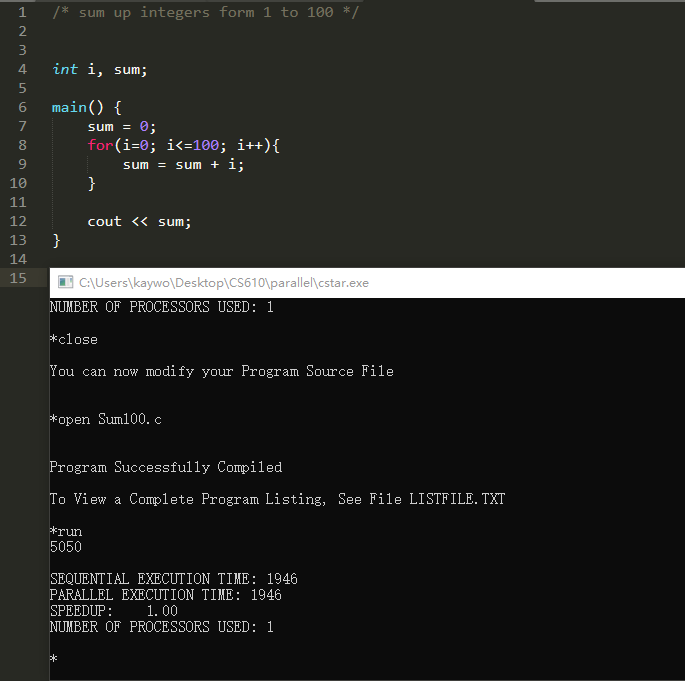 1 /* sum up integers form 1 to 100 */
2
3
4 int i, sum;
5
6 main() {
7 sum = 0;
8 for(i=0; i<=100; i++){
9 sum = sum + i;
10 }
11
12 cout << sum;
13 }
14
15
C:\Users\kaywo\Desktop\CS610\parallel\cstar.exe
NUMBER OF PROCESSORS USED: 1
*close
You can now modify your Program Source File
*open Sum100.c
Program Successfully Compiled
To View a Complete Program Listing, See File LISTFILE.TXT
*run
5050
SEQUENTIAL EXECUTION TIME: 1946
PARALLEL EXECUTION TIME: 1946
SPEEDUP: 1.00
NUMBER OF PROCESSORS USED: 1
*